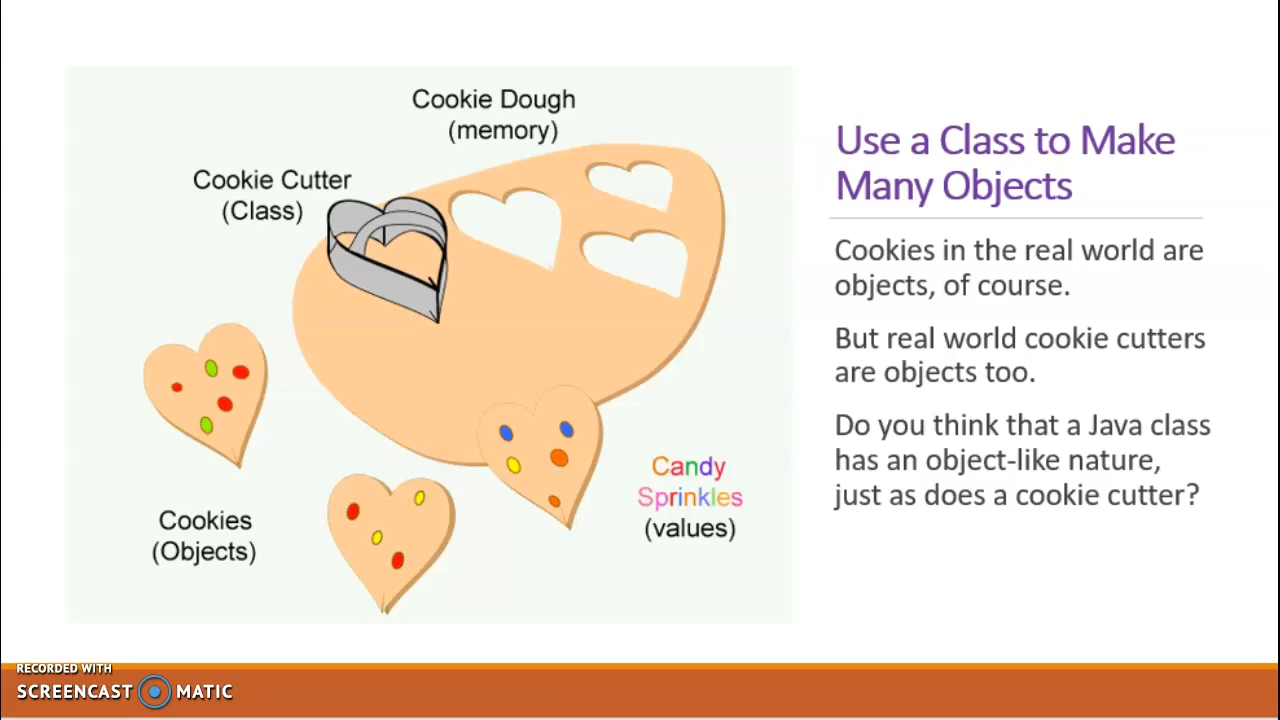 Cookie Dough
(memory)
Cookie Cutter
(Class)
Cookies
(Objects)
Candy
Sprinkles
(values)
Use a Class to Make
Many Objects
Cookies in the real world are
objects, of course.
But real world cookie cutters
are objects too.
Do you think that a Java class
has an object-like nature,
just as does a cookie cutter?
RECORDED WITH
SCREENCAST MATIC